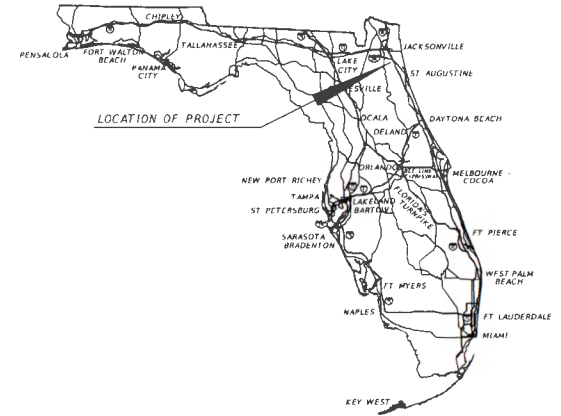 CHIPLEY
PENSACOLA
FORT WALTON
BEACH
PANAMA
CITY
TALLAHASSEE
LAKE
CITY
JACKSONVILLE
ST AUGUSTINE
ESVILLE
LOCATION OF PROJECT
OCALA
DELAND
DAYTONA BEACH
ORLANDO
MELBOURNE -
COCOA
NEW PORT RICHEY
TAMPA
ST PETERSBURG
LAKELAND
BARTOW
FLORIDA'S
TURNPIKE
SARASOTA
BRADENTON
FT PIERCE
WEST PALM
BEACH
FT MYERS
NAPLES
FT LAUDERDALE
MIAMI
KEY WEST